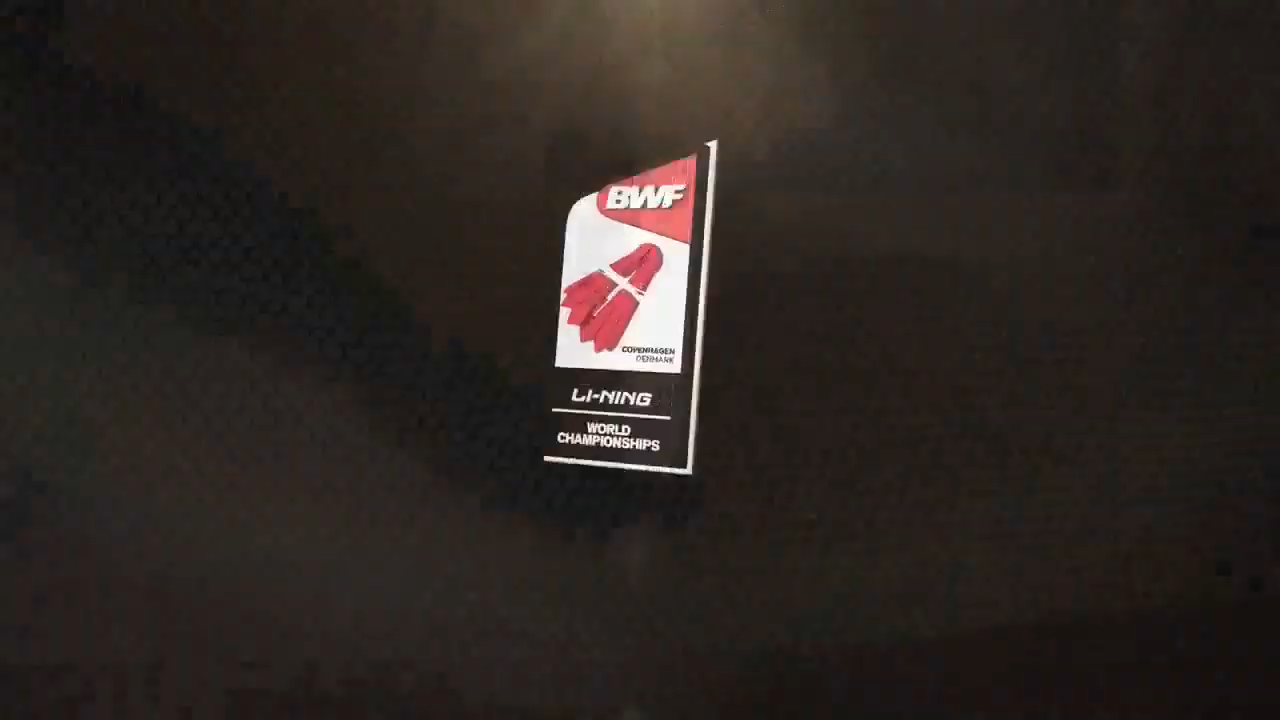 BWF
COPENHAGEN
DENMARK
LI-NING
WORLD
CHAMPIONSHIPS